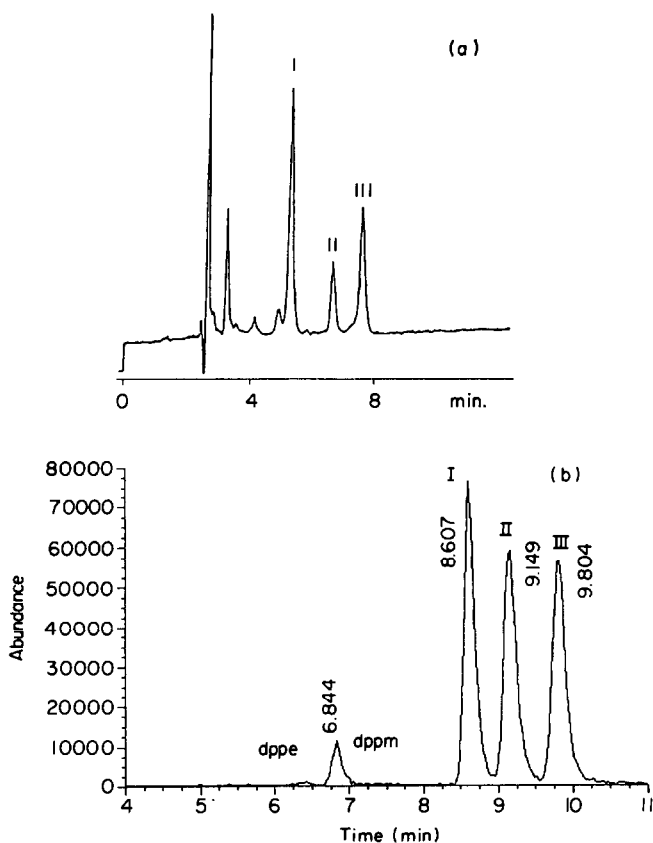 (a)
I
II
III
0 4 8 min.
80000
70000
60000
50000
40000
30000
20000
10000
0
Abundance
I
II
III
(b)
8.607
9.149
9.804
6.844
dppe
dppm
4 5 6 7 8 9 10 11
Time (min)